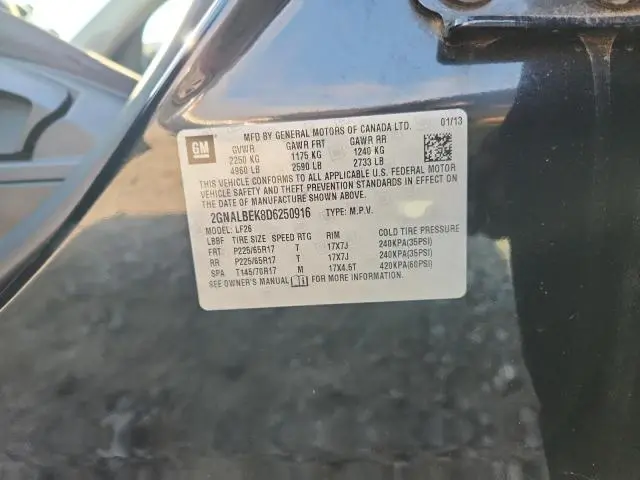 GM
MFD BY GENERAL MOTORS OF CANADA LTD. 01/13
GVWR GAWR FRT GAWR RR
2250 KG 1175 KG 1240 KG
4960 LB 2590 LB 2733 LB
THIS VEHICLE CONFORMS TO ALL APPLICABLE U.S. FEDERAL MOTOR
VEHICLE SAFETY AND THEFT PREVENTION STANDARDS IN EFFECT ON
THE DATE OF MANUFACTURE SHOWN ABOVE.
2GNALBEK8D6250916 TYPE: M.P.V.
MODEL: LF26
LBBF TIRE SIZE SPEED RTG RIM COLD TIRE PRESSURE
FRT P225/65R17 T 17X7J 240KPA(35PSI)
RR P225/65R17 T 17X7J 240KPA(35PSI)
SPA T145/70R17 M 17X4.5T 420KPA(60PSI)
SEE OWNER'S MANUAL FOR MORE INFORMATION.